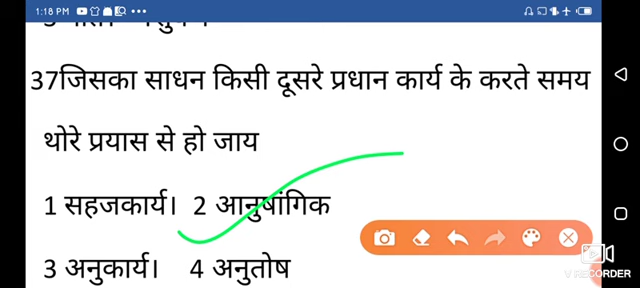 1:18 PM
37जिसका साधन किसी दूसरे प्रधान कार्य के करते समय
थोरे प्रयास से हो जाय
1 सहजकार्य। 2 आनुषांगिक
3 अनुकार्य। 4 अनुतोष
V RECORDER